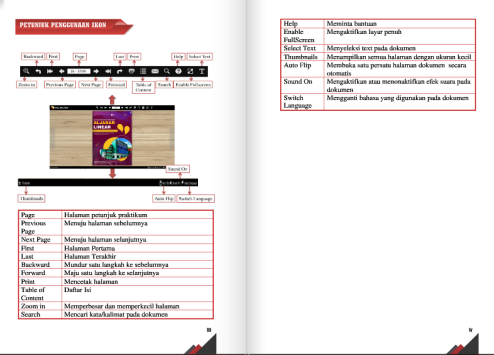 PETUNJUK PENGGUNAAN IKON
Backward First Page Last Print Help Select Text
Zoom in Previous Page Next Page Forward Table of Content Search Enable Fullscreen
ALJABAR LINEAR
Sound On
Thumbnails Auto Flip Switch Language
Page Halaman petunjuk praktikum
Previous Page Menuju halaman sebelumnya
Next Page Menuju halaman selanjutnya
First Halaman Pertama
Last Halaman Terakhir
Backward Mundur satu langkah ke sebelumnya
Forward Maju satu langkah ke selanjutnya
Print Mencetak halaman
Table of Content Daftar Isi
Zoom in Memperbesar dan memperkecil halaman
Search Mencari kata/kalimat pada dokumen
III
Help Meminta bantuan
Enable FullScreen Mengaktifkan layar penuh
Select Text Menyeleksi text pada dokumen
Thumbnails Menampilkan semua halaman dengan ukuran kecil
Auto Flip Membuka satu persatu halaman dokumen secara otomatis
Sound On Mengaktifkan atau menonaktifkan efek suara pada dokumen
Switch Language Mengganti bahasa yang digunakan pada dokumen
IV